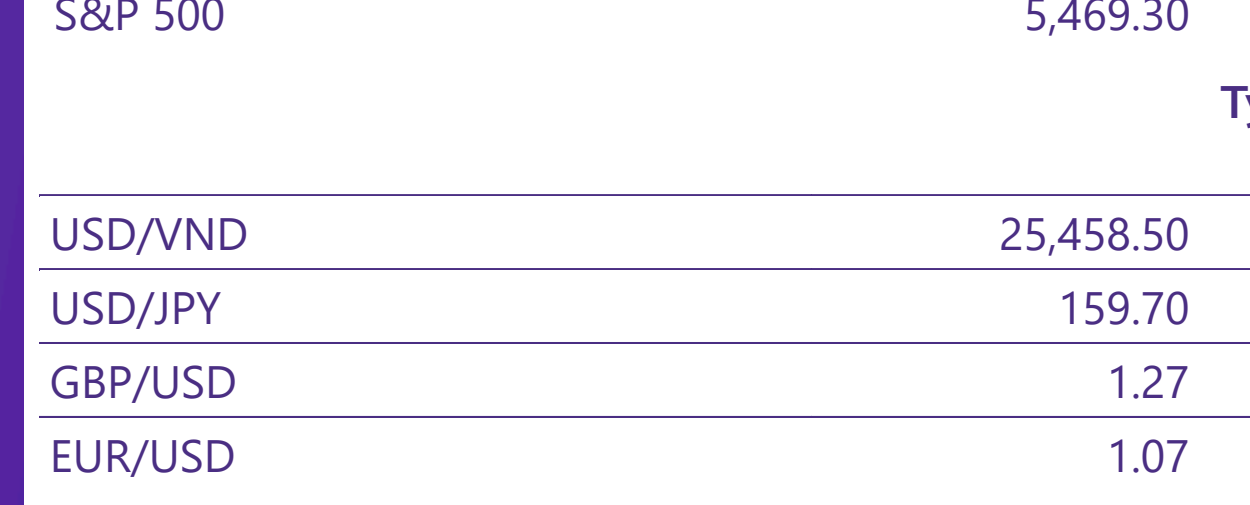 S&P 500 5,469.30
USD/VND 25,458.50
USD/JPY 159.70
GBP/USD 1.27
EUR/USD 1.07